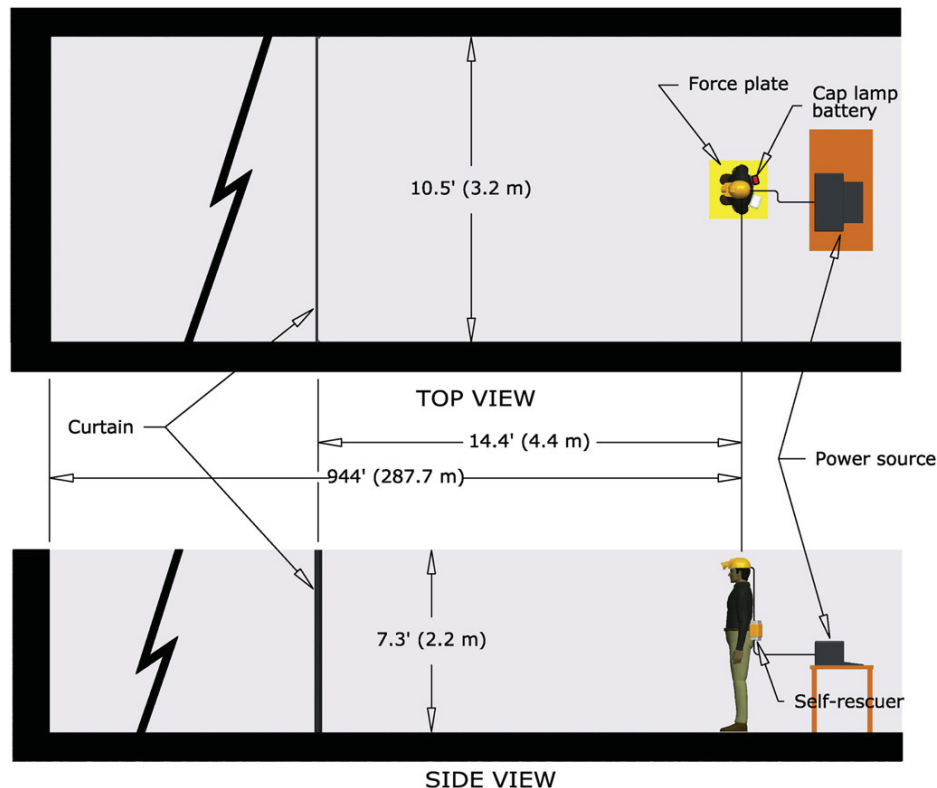 Force plate
Cap lamp
battery
10.5' (3.2 m)
TOP VIEW
Curtain
14.4' (4.4 m)
944' (287.7 m)
Power source
7.3' (2.2 m)
Self-rescuer
SIDE VIEW